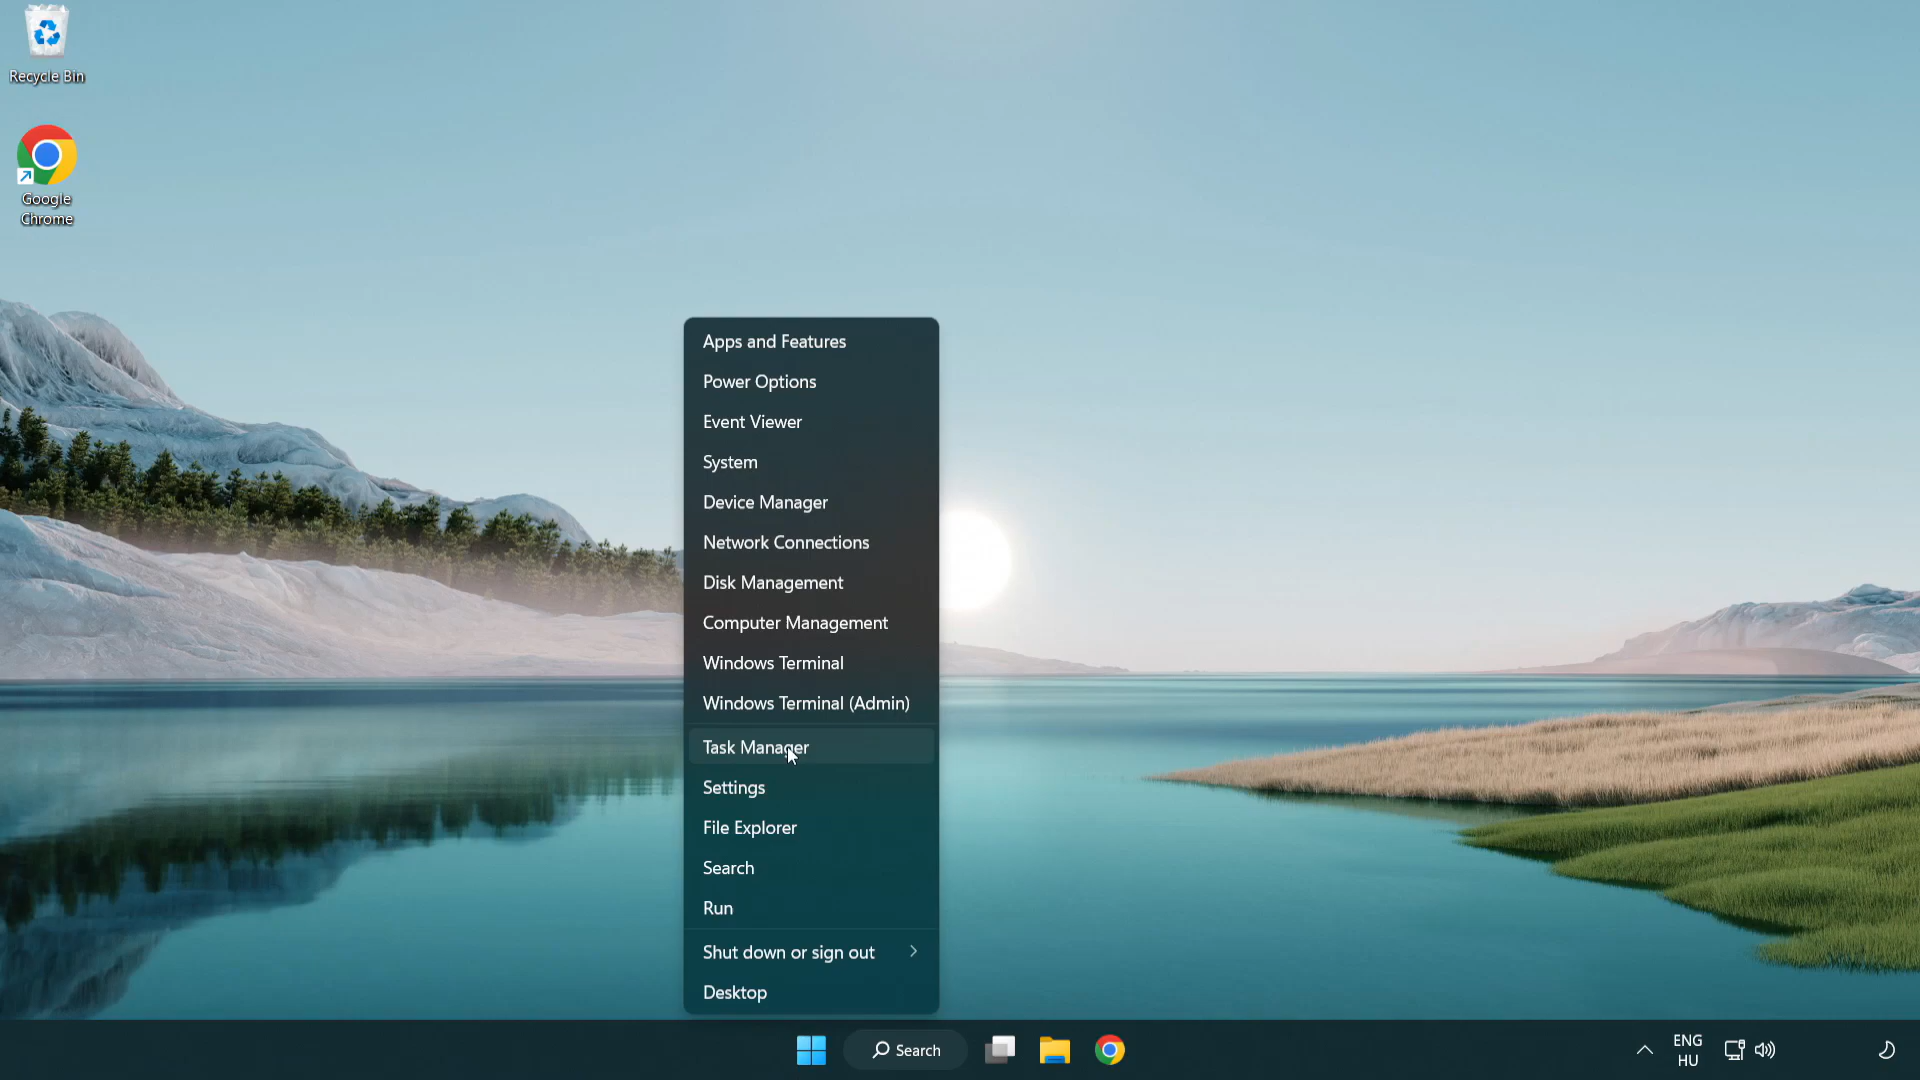 Recycle Bin
Google
Chrome
Apps and Features
Power Options
Event Viewer
System
Device Manager
Network Connections
Disk Management
Computer Management
Windows Terminal
Windows Terminal (Admin)
Task Manager
Settings
File Explorer
Search
Run
Shut down or sign out
Desktop
Search
ENG
HU